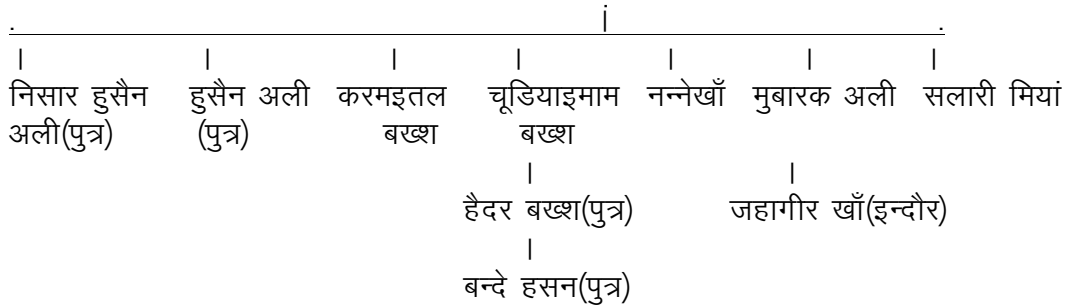 निसार हुसैन हुसैन अली करमइतल चूडियाइमाम नन्नेखाँ मुबारक अली सलारी मियां
अली(पुत्र) (पुत्र) बख्श बख्श
हैदर बख्श(पुत्र) जहागीर खाँ(इन्दौर)
बन्दे हसन(पुत्र)